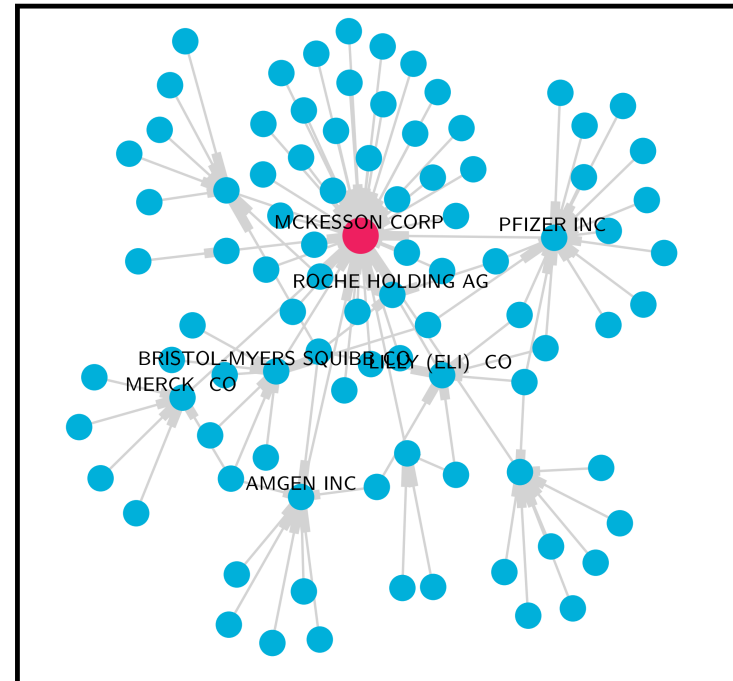 MCKESSON CORP
PFIZER INC
ROCHE HOLDING AG
BRISTOL-MYERS SQUIBB CO
LILLY (ELI)  CO
MERCK  CO
AMGEN INC